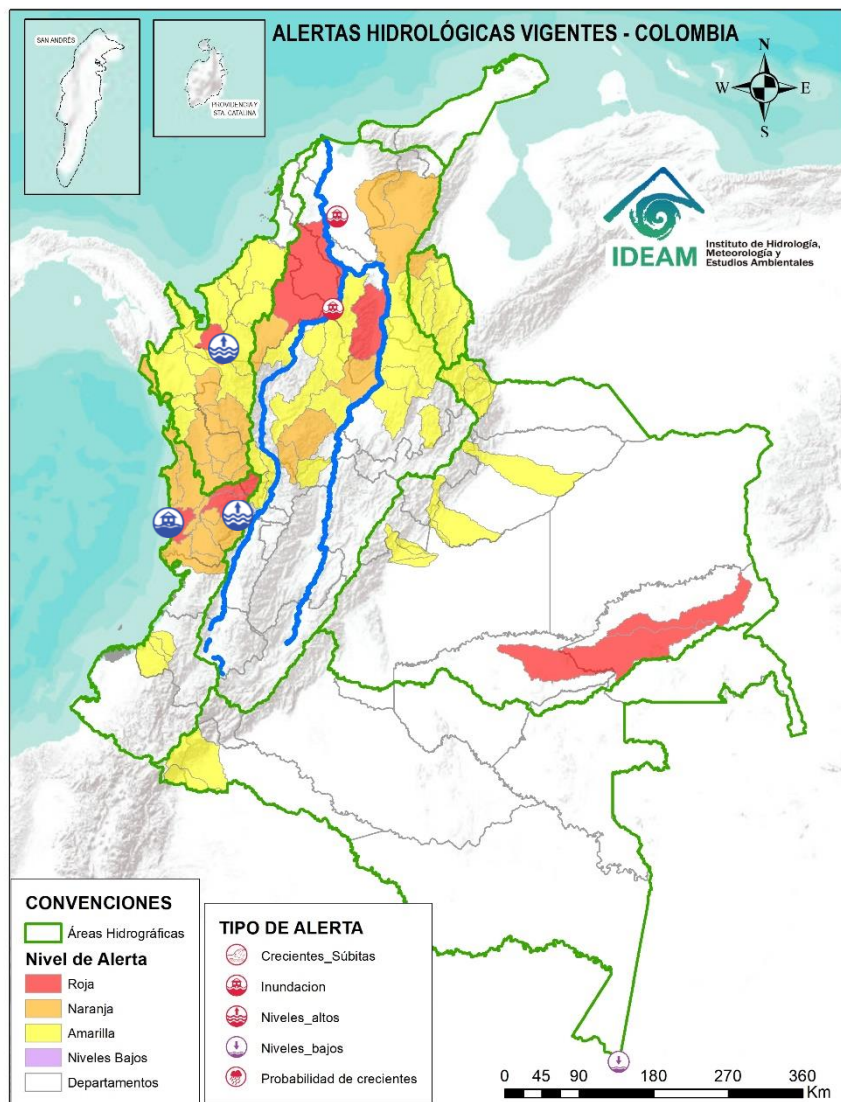 ALERTAS HIDROLÓGICAS VIGENTES - COLOMBIA
SAN ANDRÉS
PROVIDENCIA Y
STA. CATALINA
N
W
E
S
IDEAM
Instituto de Hidrología,
Meteorología y
Estudios Ambientales
CONVENCIONES
Áreas Hidrográficas
Nivel de Alerta
Roja
Naranja
Amarilla
Niveles Bajos
Departamentos
TIPO DE ALERTA
Crecientes_Súbitas
Inundacion
Niveles_altos
Niveles_bajos
Probabilidad de crecientes
0 45 90 180 270 360
Km